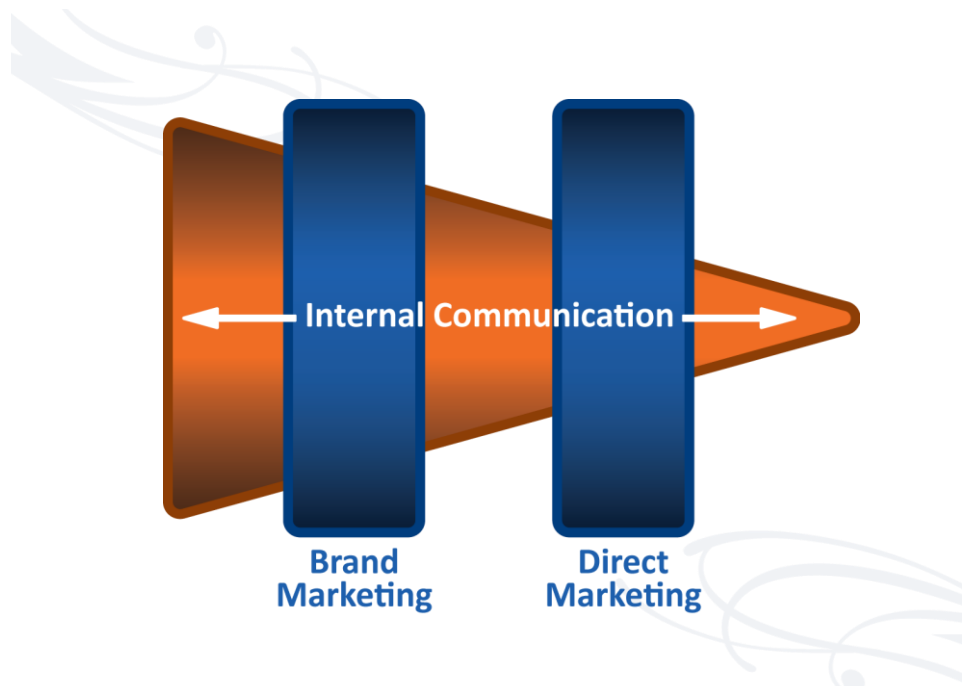 Internal Communication
Brand
Marketing
Direct
Marketing